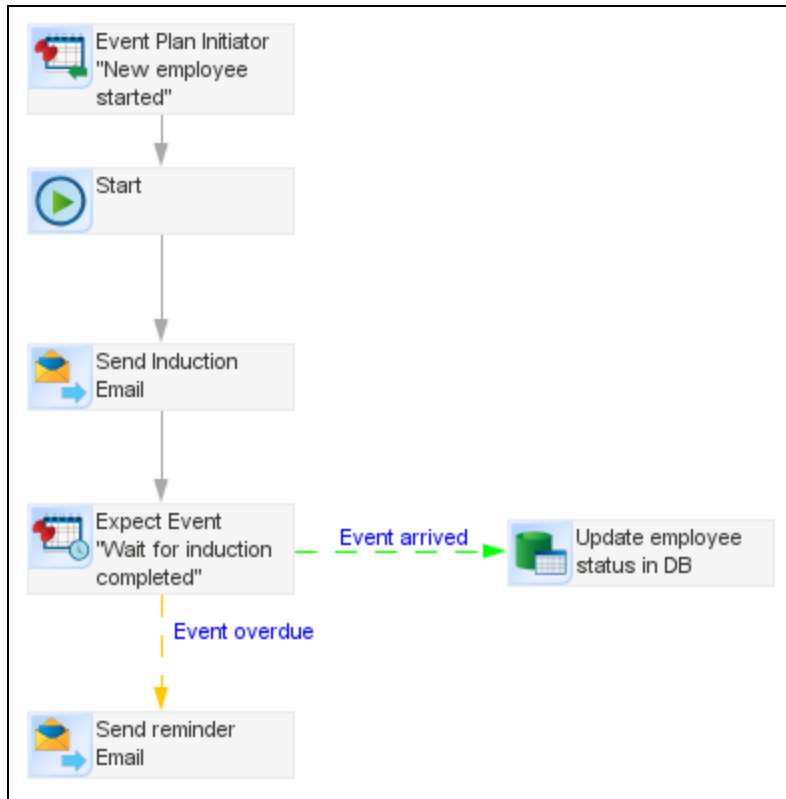 Event Plan Initiator
"New employee
started"
Start
Send Induction
Email
Expect Event
"Wait for induction
completed"
Event arrived
Update employee
status in DB
Event overdue
Send reminder
Email